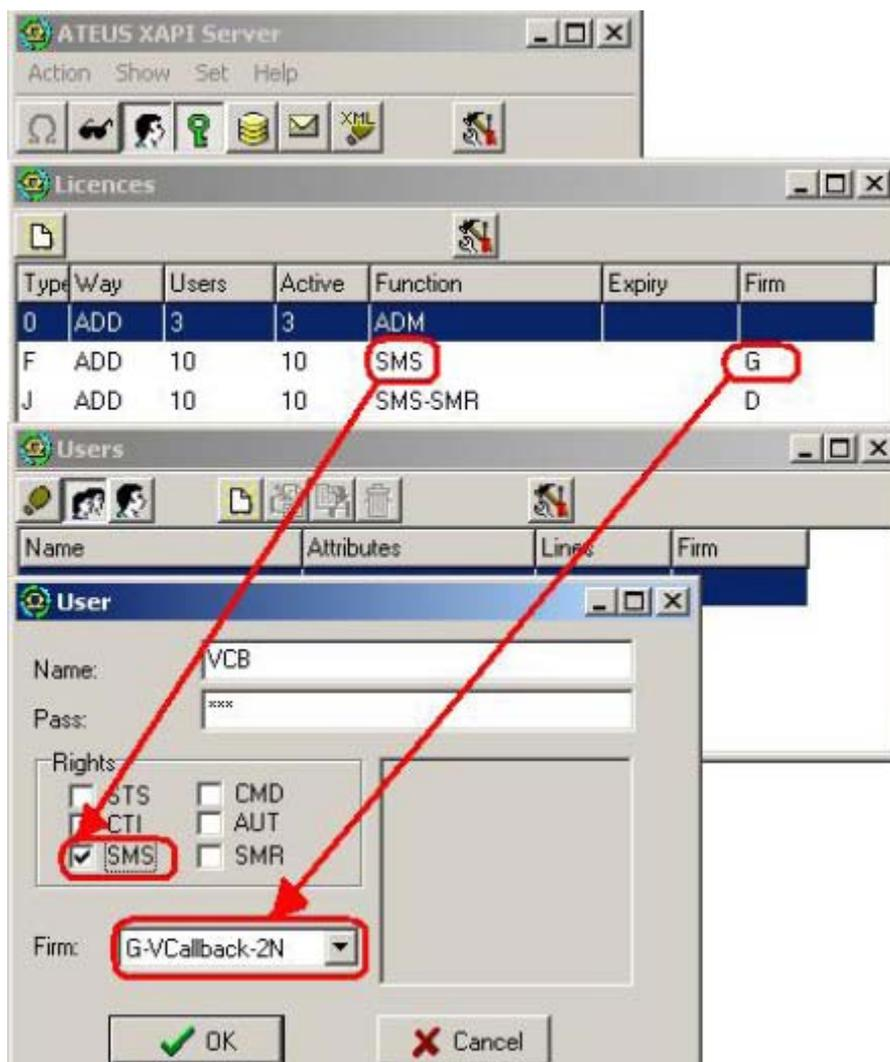 ATEUS XAPI Server
Action Show Set Help
XML
Licences
Type Way Users Active Function Expiry Firm
0 ADD 3 3 ADM
F ADD 10 10 SMS G
J ADD 10 10 SMS-SMR D
Users
Name Attributes Lines Firm
User
Name: VCB
Pass: ***
Rights
STS CMD
CTI AUT
SMS SMR
Firm: G-VCallback-2N
OK Cancel